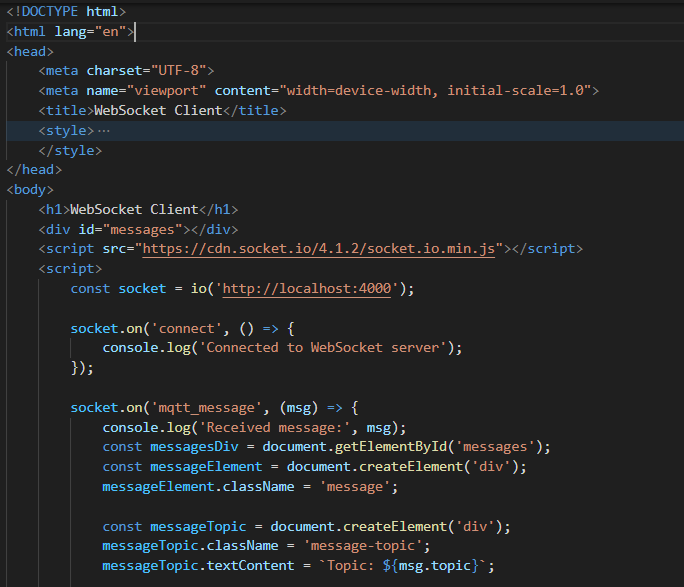 <!DOCTYPE html>
<html lang="en">
<head>
    <meta charset="UTF-8">
    <meta name="viewport" content="width=device-width, initial-scale=1.0">
    <title>WebSocket Client</title>
    <style>…
    </style>
</head>
<body>
    <h1>WebSocket Client</h1>
    <div id="messages"></div>
    <script src="https://cdn.socket.io/4.1.2/socket.io.min.js"></script>
    <script>
        const socket = io('http://localhost:4000');

        socket.on('connect', () => {
            console.log('Connected to WebSocket server');
        });

        socket.on('mqtt_message', (msg) => {
            console.log('Received message:', msg);
            const messagesDiv = document.getElementById('messages');
            const messageElement = document.createElement('div');
            messageElement.className = 'message';

            const messageTopic = document.createElement('div');
            messageTopic.className = 'message-topic';
            messageTopic.textContent = `Topic: ${msg.topic}`;